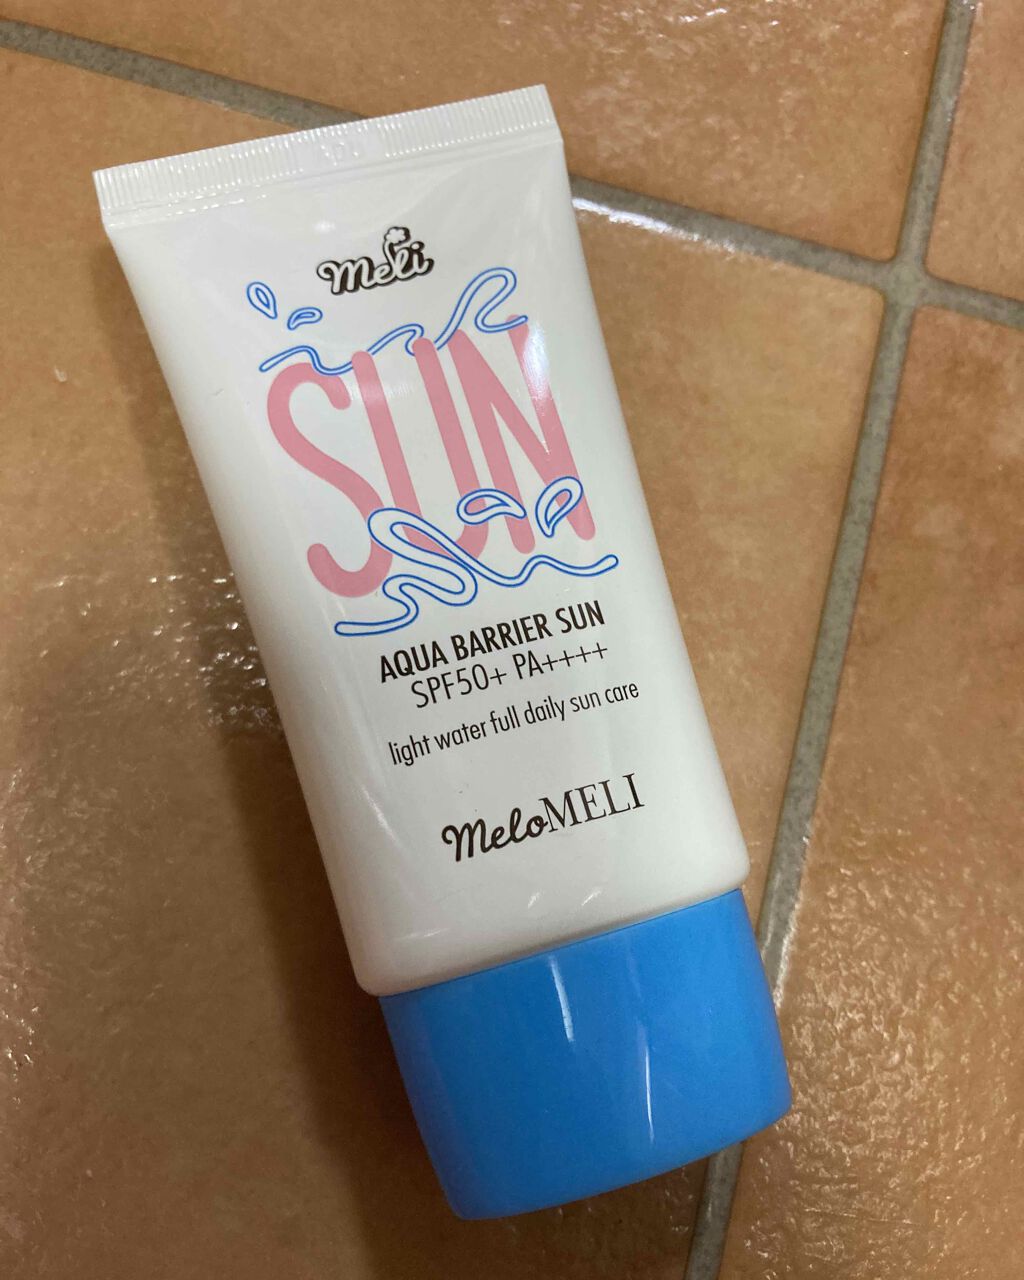 meli
SUN
AQUA BARRIER SUN
SPF50+ PA++++
light water full daily sun care
meloMELI